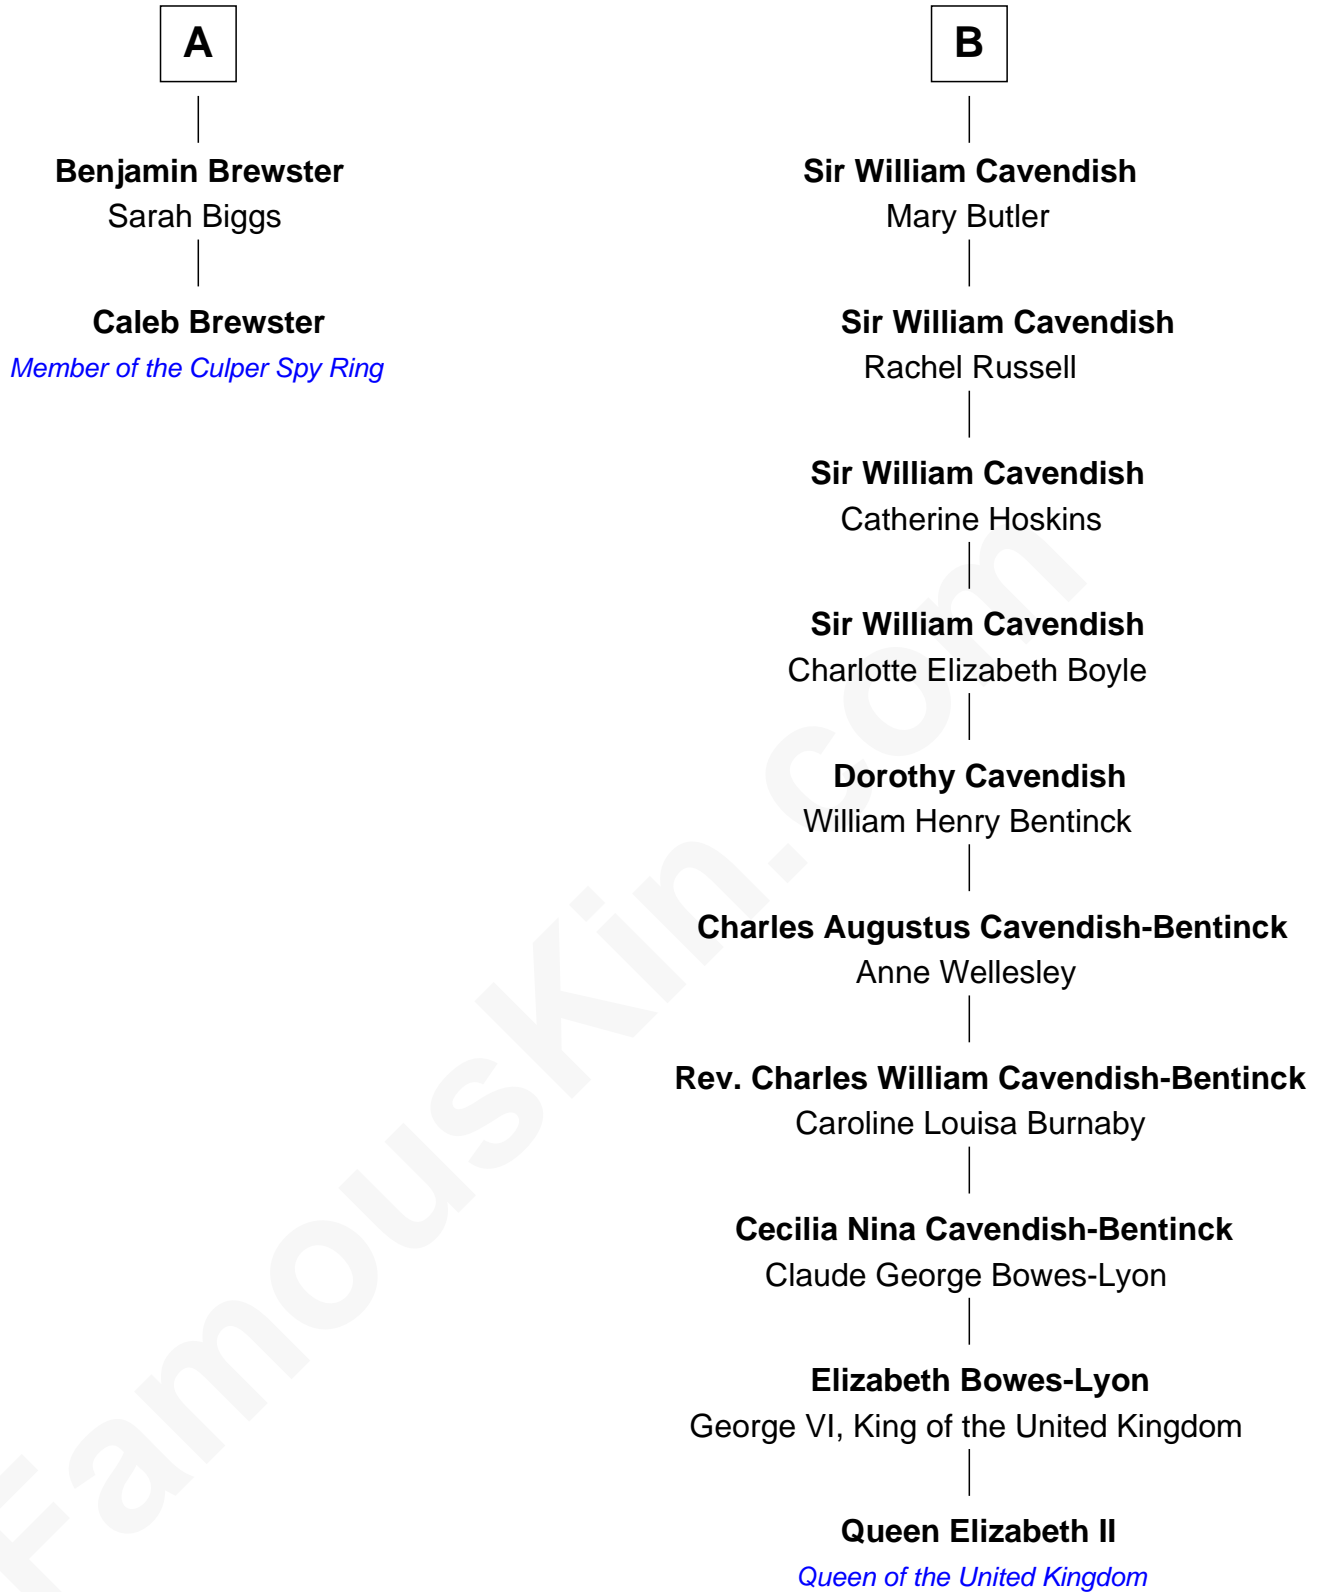 A
Benjamin Brewster
Sarah Biggs
Caleb Brewster
Member of the Culper Spy Ring
B
Sir William Cavendish
Mary Butler
Sir William Cavendish
Rachel Russell
Sir William Cavendish
Catherine Hoskins
Sir William Cavendish
Charlotte Elizabeth Boyle
Dorothy Cavendish
William Henry Bentinck
Charles Augustus Cavendish-Bentinck
Anne Wellesley
Rev. Charles William Cavendish-Bentinck
Caroline Louisa Burnaby
Cecilia Nina Cavendish-Bentinck
Claude George Bowes-Lyon
Elizabeth Bowes-Lyon
George VI, King of the United Kingdom
Queen Elizabeth II
Queen of the United Kingdom
FamousKin.com